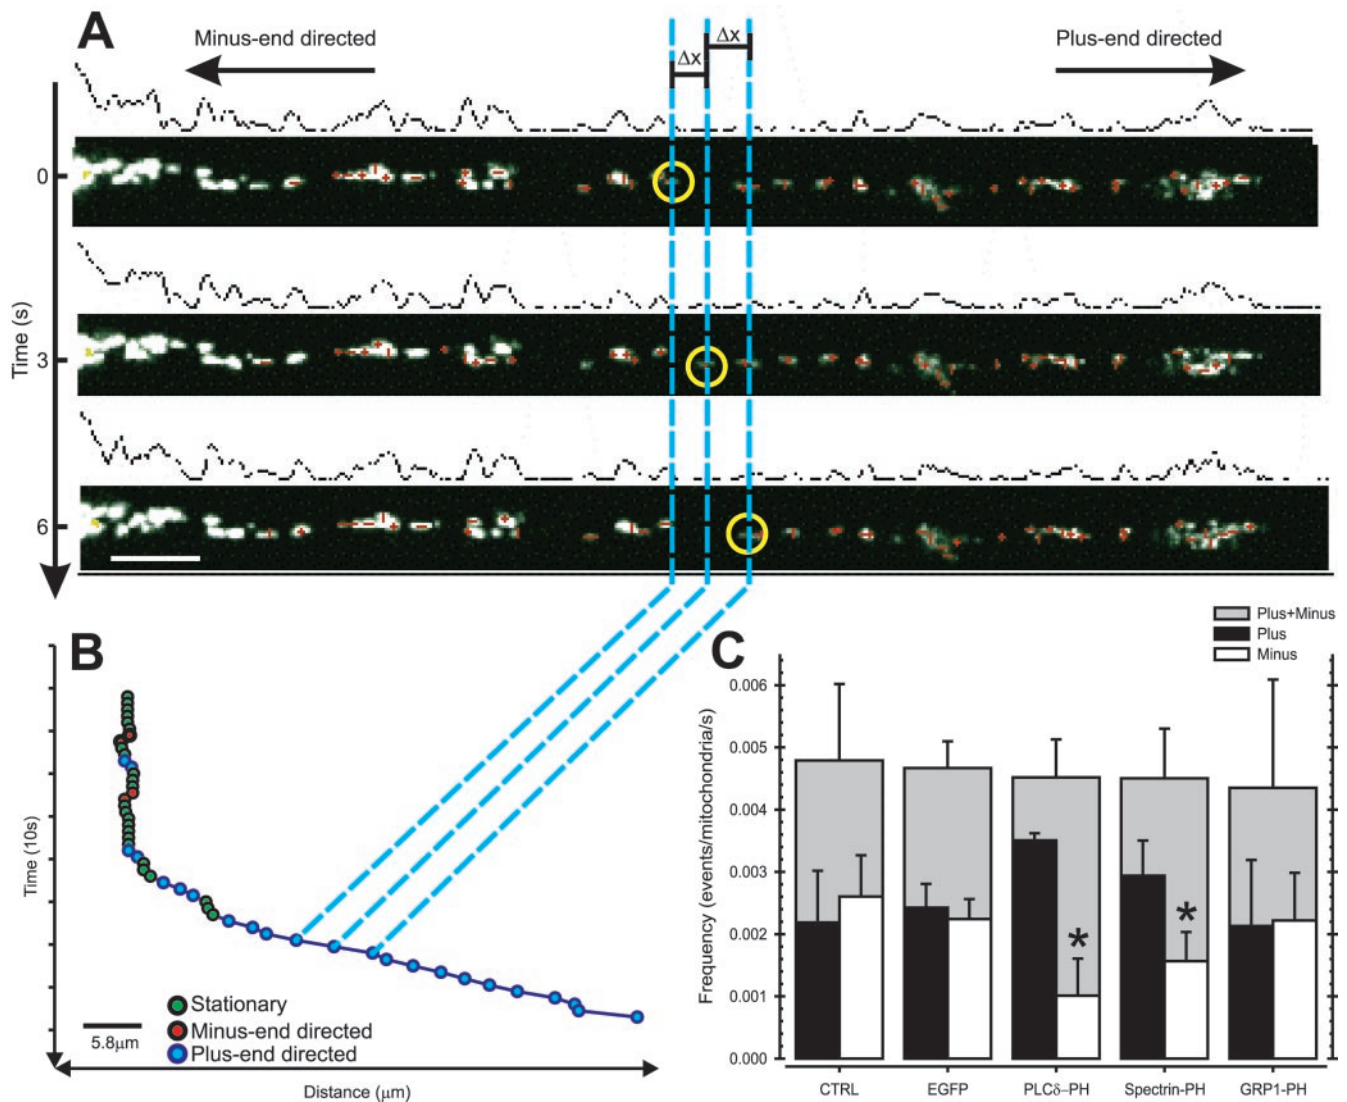 A
Minus-end directed
Δx
Δx
Plus-end directed
0
3
6
Time (s)
B
Time (10s)
Stationary
Minus-end directed
Plus-end directed
5.8μm
Distance (μm)
C
Plus+Minus
Plus
Minus
Frequency (events/mitochondria/s)
0.006
0.005
0.004
0.003
0.002
0.001
0.000
*
*
CTRL
EGFP
PLCδ–PH
Spectrin-PH
GRP1-PH